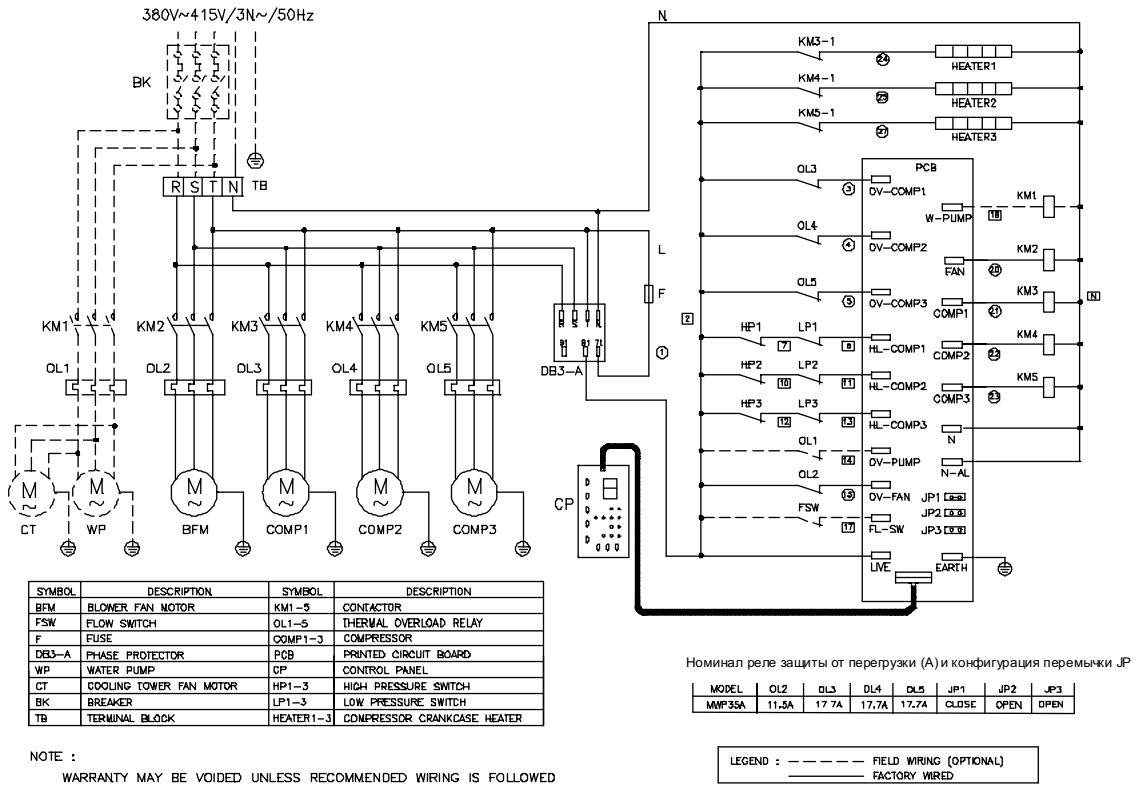 380V~415V/3N~/50Hz
N
BK
R S T N TB
KM3-1
24
HEATER1
KM4-1
25
HEATER2
KM5-1
27
HEATER3
PCB
OL3
3
OV-COMP1
KM1
W-PUMP
18
OL4
4
OV-COMP2
KM2
FAN
20
L
F
OL5
5
OV-COMP3
KM3
COMP1
21
N
2
1
HP1
7
LP1
8
HL-COMP1
KM4
COMP2
22
HP2
10
LP2
11
HL-COMP2
KM5
COMP3
23
HP3
12
LP3
13
HL-COMP3
N
OL1
14
OV-PUMP
N-AL
OL2
15
OV-FAN
JP1
JP2
JP3
FSW
17
FL-SW
LIVE
EARTH
KM1 KM2 KM3 KM4 KM5
R S T N
81 81 71
DB3-A
OL1 OL2 OL3 OL4 OL5
M M M M M M
CT WP BFM COMP1 COMP2 COMP3
CP
SYMBOL DESCRIPTION SYMBOL DESCRIPTION
BFM BLOWER FAN MOTOR KM1-5 CONTACTOR
FSW FLOW SWITCH OL1-5 THERMAL OVERLOAD RELAY
F FUSE COMP1-3 COMPRESSOR
DB3-A PHASE PROTECTOR PCB PRINTED CIRCUIT BOARD
WP WATER PUMP CP CONTROL PANEL
CT COOLING TOWER FAN MOTOR HP1-3 HIGH PRESSURE SWITCH
BK BREAKER LP1-3 LOW PRESSURE SWITCH
TB TERMINAL BLOCK HEATER1-3 COMPRESSOR CRANKCASE HEATER
Номинал реле защиты от перегрузки (А) и конфигурация перемычки JP
MODEL OL2 OL3 OL4 OL5 JP1 JP2 JP3
MWP35A 11.5A 17.7A 17.7A 17.7A CLOSE OPEN OPEN
NOTE :
WARRANTY MAY BE VOIDED UNLESS RECOMMENDED WIRING IS FOLLOWED
LEGEND : FIELD WIRING (OPTIONAL)
FACTORY WIRED